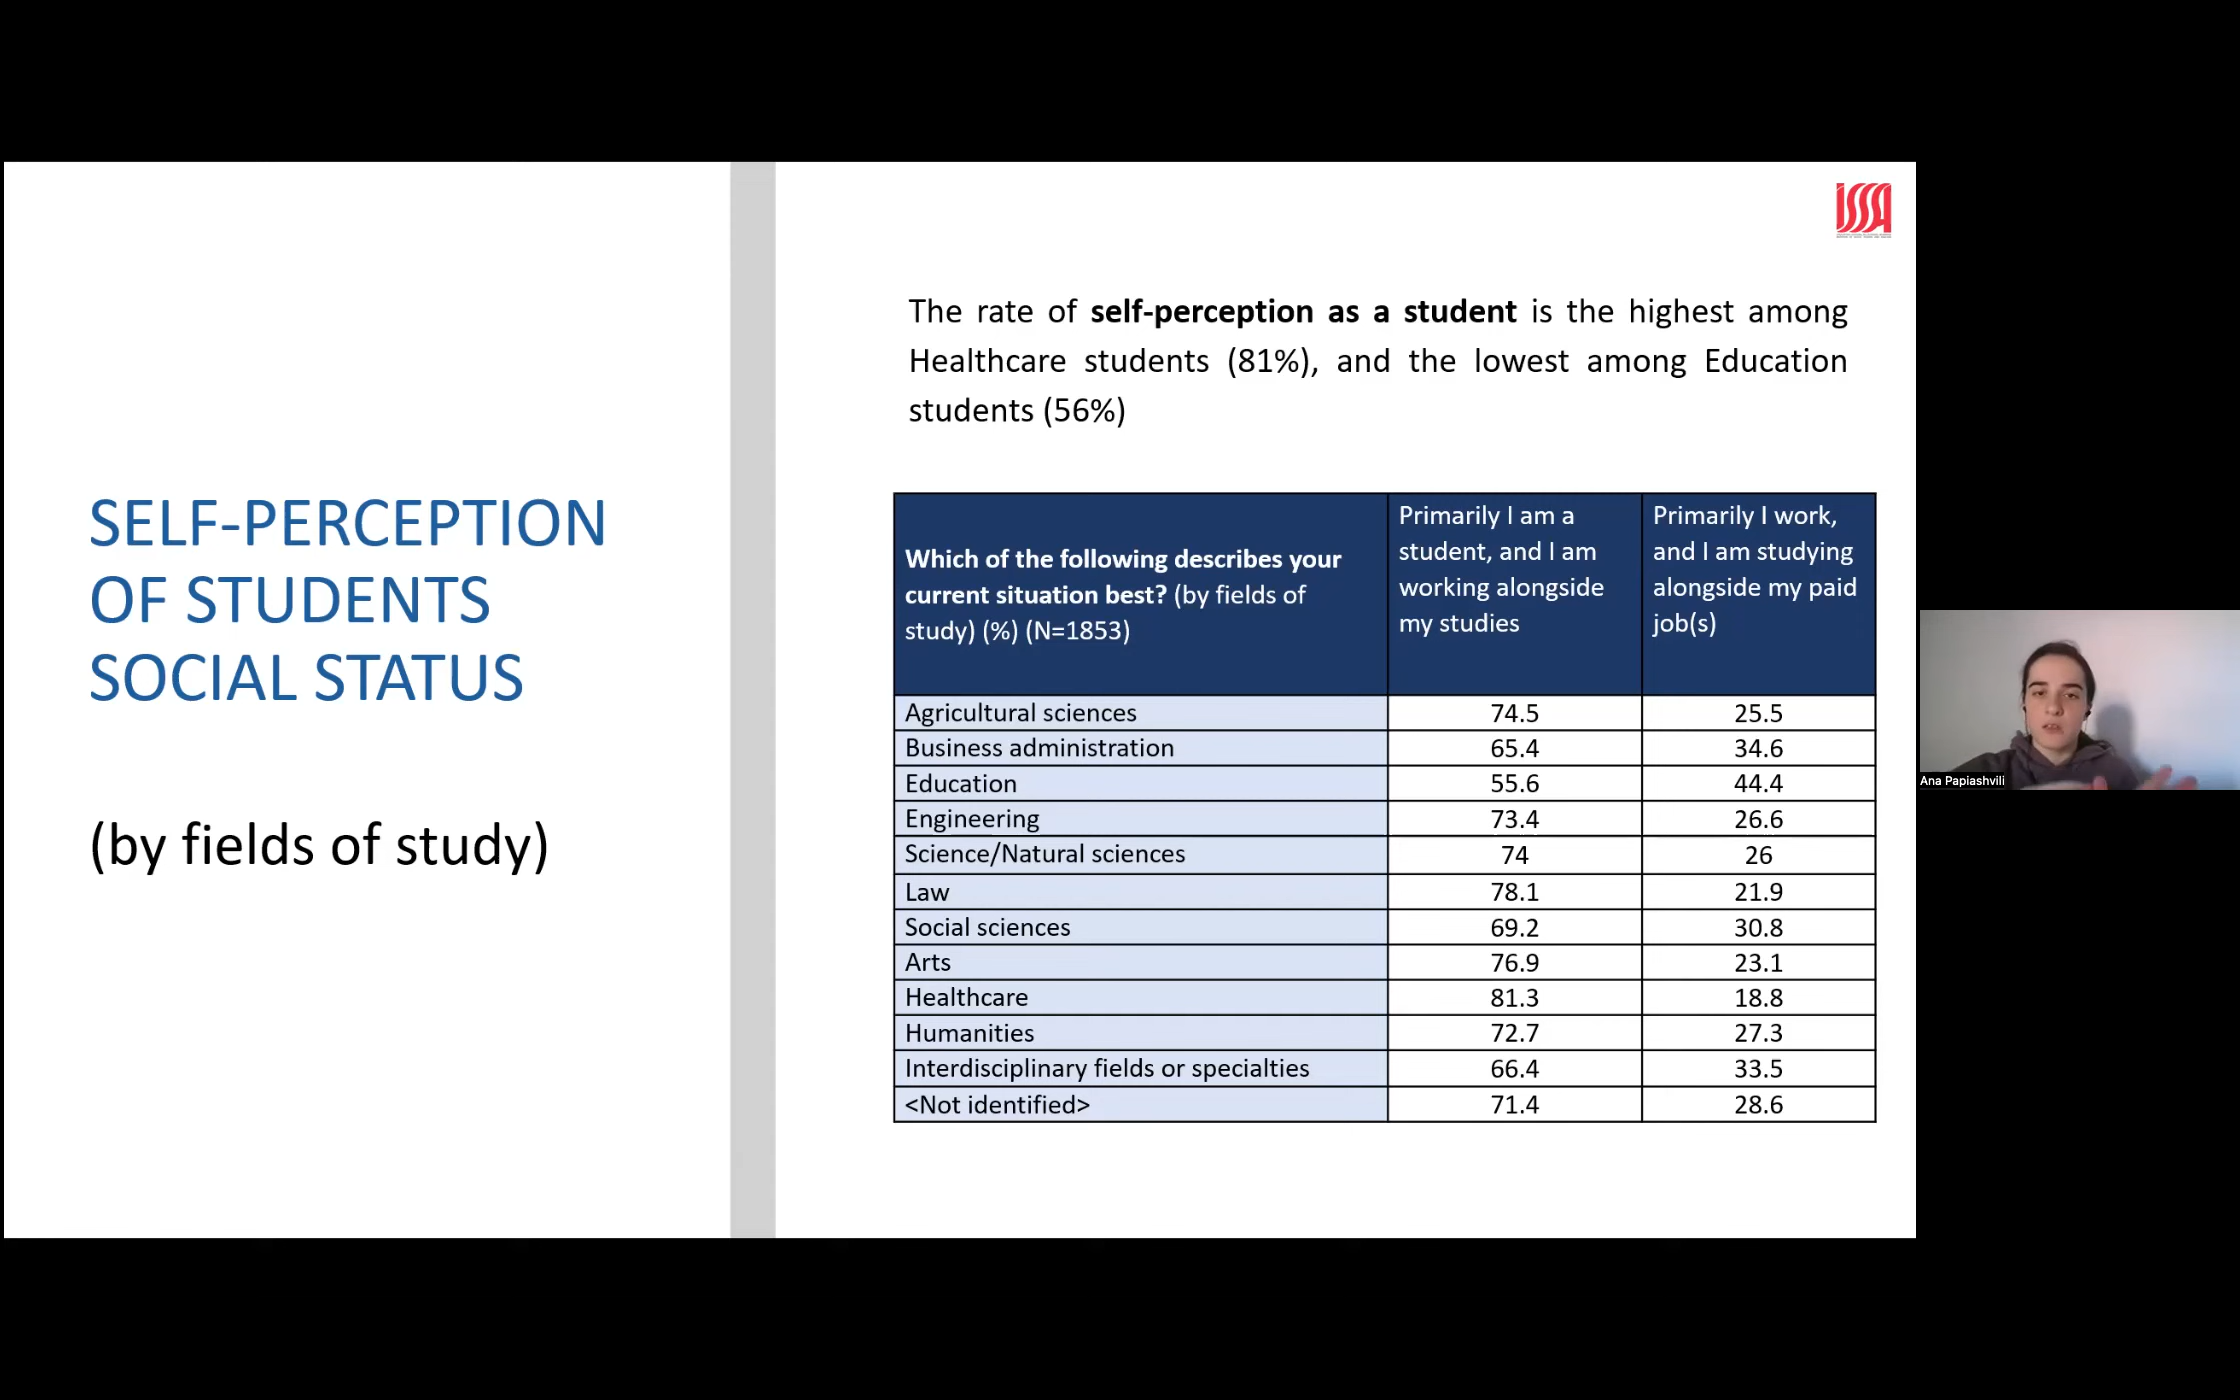 SELF-PERCEPTION
OF STUDENTS
SOCIAL STATUS
(by fields of study)
ISSA
The rate of self-perception as a student is the highest among
Healthcare students (81%), and the lowest among Education
students (56%)
Which of the following describes your
current situation best? (by fields of
study) (%) (N=1853)
Primarily I am a
student, and I am
working alongside
my studies
Primarily I work,
and I am studying
alongside my paid
job(s)
Agricultural sciences 74.5 25.5
Business administration 65.4 34.6
Education 55.6 44.4
Engineering 73.4 26.6
Science/Natural sciences 74 26
Law 78.1 21.9
Social sciences 69.2 30.8
Arts 76.9 23.1
Healthcare 81.3 18.8
Humanities 72.7 27.3
Interdisciplinary fields or specialties 66.4 33.5
<Not identified> 71.4 28.6
Ana Papiashvili